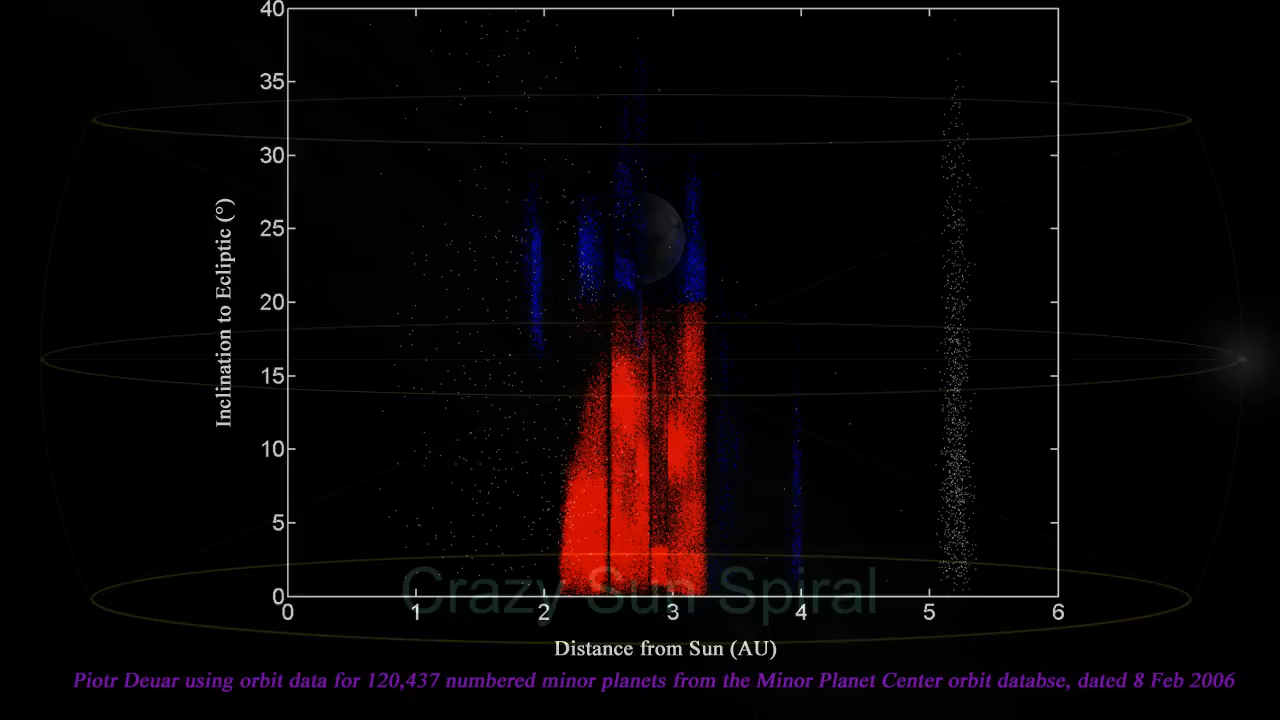 40
35
30
25
20
15
10
5
0
Inclination to Ecliptic (°)
0 1 2 3 4 5 6
Crazy Sun Spiral
Distance from Sun (AU)
Piotr Deuar using orbit data for 120,437 numbered minor planets from the Minor Planet Center orbit databse, dated 8 Feb 2006